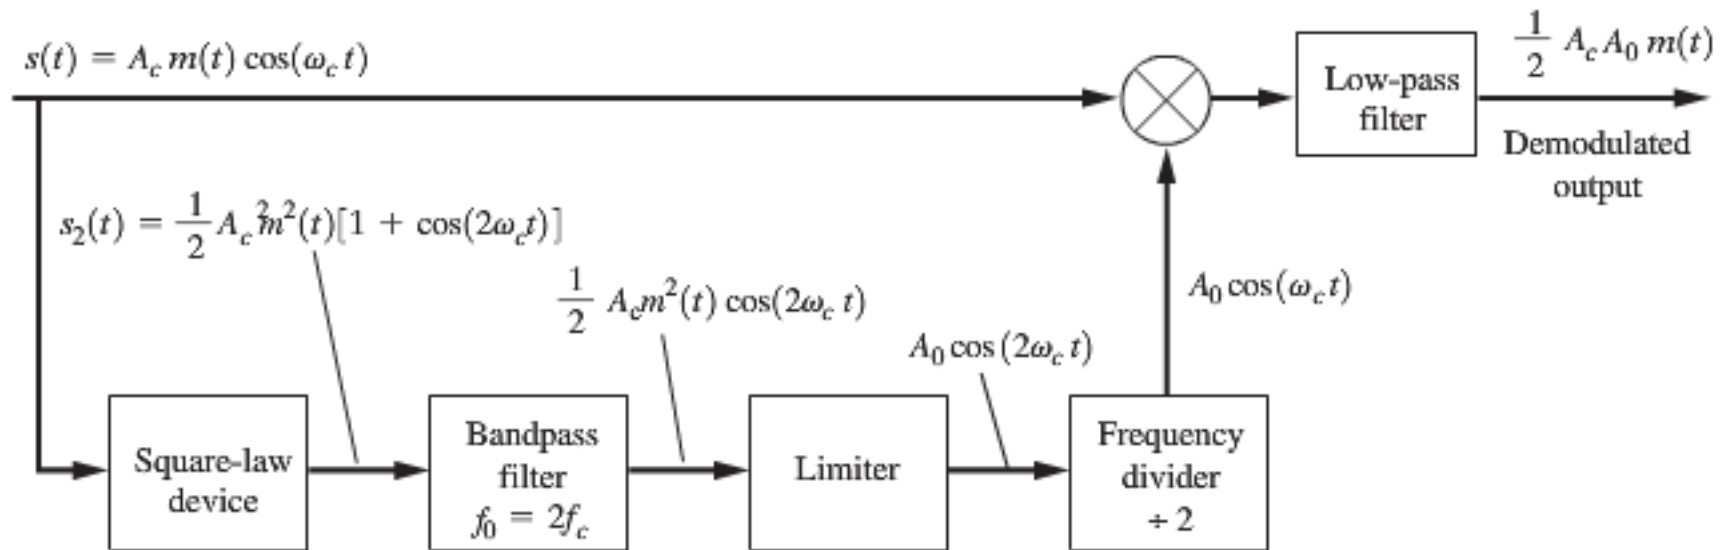 s(t) = A_c m(t) cos(ω_c t)
1/2 A_c A_0 m(t)
Low-pass
filter
Demodulated
output
s_2(t) = 1/2 A_c^2 m^2(t)[1 + cos(2ω_c t)]
1/2 A_c m^2(t) cos(2ω_c t)
A_0 cos(2ω_c t)
A_0 cos(ω_c t)
Square-law
device
Bandpass
filter
f_0 = 2f_c
Limiter
Frequency
divider
÷ 2